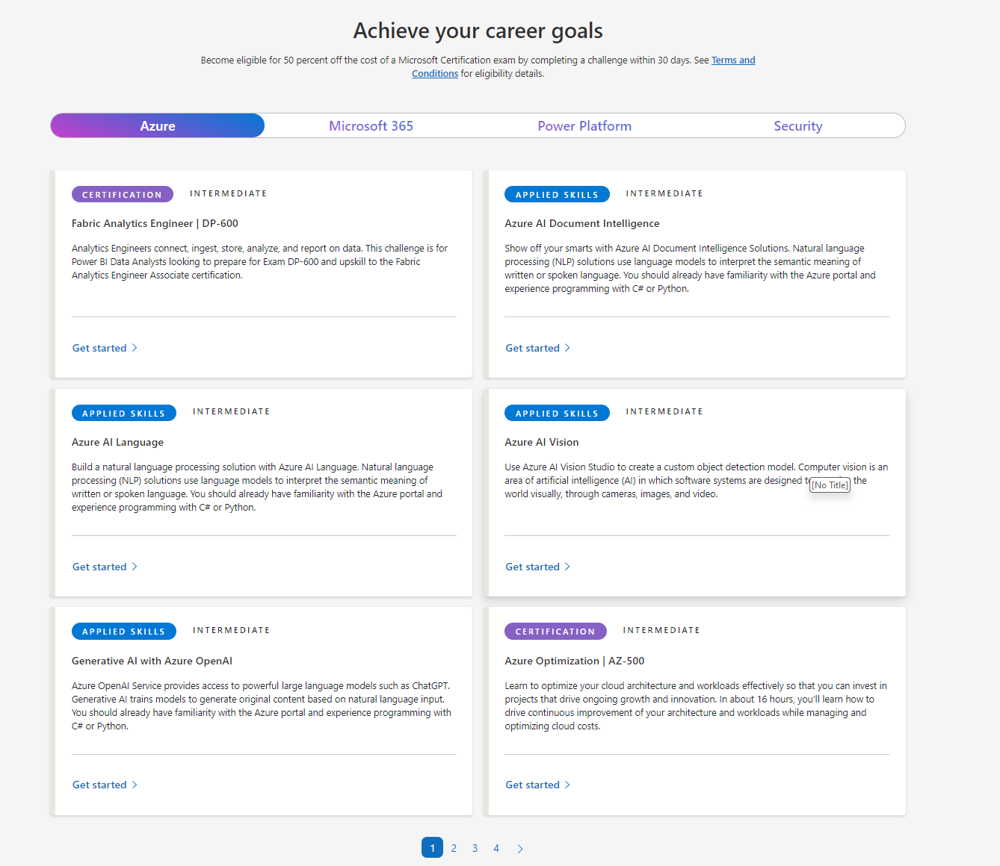 Achieve your career goals
Become eligible for 50 percent off the cost of a Microsoft Certification exam by completing a challenge within 30 days. See Terms and
Conditions for eligibility details.
Azure
Microsoft 365
Power Platform
Security
CERTIFICATION
INTERMEDIATE
Fabric Analytics Engineer | DP-600
Analytics Engineers connect, ingest, store, analyze, and report on data. This challenge is for
Power BI Data Analysts looking to prepare for Exam DP-600 and upskill to the Fabric
Analytics Engineer Associate certification.
Get started
APPLIED SKILLS
INTERMEDIATE
Azure AI Document Intelligence
Show off your smarts with Azure AI Document Intelligence Solutions. Natural language
processing (NLP) solutions use language models to interpret the semantic meaning of
written or spoken language. You should already have familiarity with the Azure portal and
experience programming with C# or Python.
Get started
APPLIED SKILLS
INTERMEDIATE
Azure AI Language
Build a natural language processing solution with Azure AI Language. Natural language
processing (NLP) solutions use language models to interpret the semantic meaning of
written or spoken language. You should already have familiarity with the Azure portal and
experience programming with C# or Python.
Get started
APPLIED SKILLS
INTERMEDIATE
Azure AI Vision
Use Azure AI Vision Studio to create a custom object detection model. Computer vision is an
area of artificial intelligence (AI) in which software systems are designed the
[No Title]
world visually, through cameras, images, and video.
Get started
APPLIED SKILLS
INTERMEDIATE
Generative AI with Azure OpenAI
Azure OpenAI Service provides access to powerful large language models such as ChatGPT.
Generative AI trains models to generate original content based on natural language input.
You should already have familiarity with the Azure portal and experience programming with
C# or Python.
Get started
CERTIFICATION
INTERMEDIATE
Azure Optimization | AZ-500
Learn to optimize your cloud architecture and workloads effectively so that you can invest in
projects that drive ongoing growth and innovation. In about 16 hours, you'll learn how to
drive continuous improvement of your architecture and workloads while managing and
optimizing cloud costs.
Get started
1 2 3 4